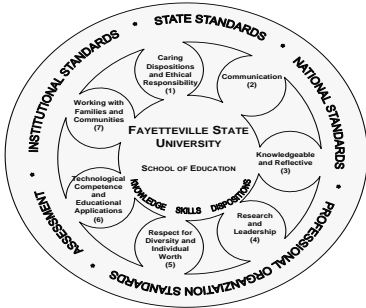 STATE STANDARDS
NATIONAL STANDARDS
PROFESSIONAL ORGANIZATION STANDARDS
ASSESSMENT
INSTITUTIONAL STANDARDS
Caring
Dispositions
and Ethical
Responsibility
(1)
Communication
(2)
Knowledgeable
and Reflective
(3)
Research
and
Leadership
(4)
Respect for
Diversity and
Individual
Worth
(5)
Technological
Competence
and
Educational
Applications
(6)
Working with
Families and
Communities
(7)
FAYETTEVILLE STATE
UNIVERSITY
SCHOOL OF EDUCATION
KNOWLEDGE SKILLS DISPOSITIONS